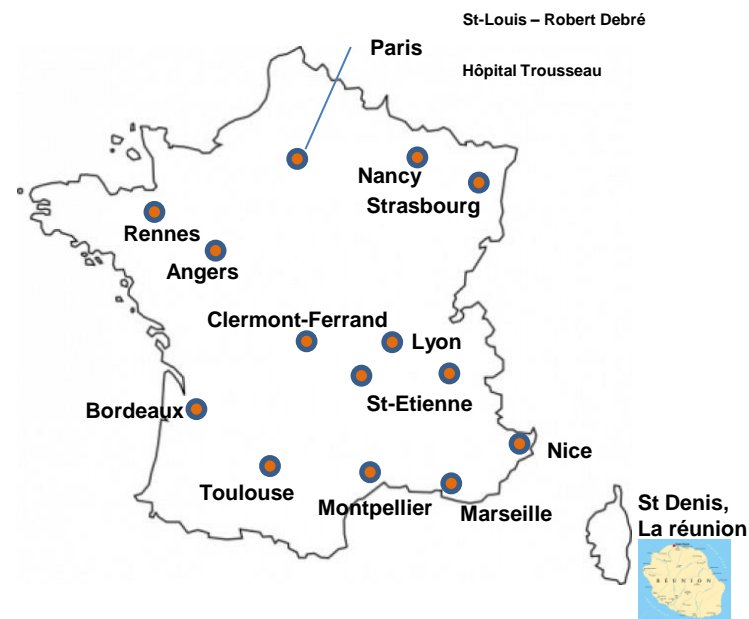 St-Louis – Robert Debré
Paris
Hôpital Trousseau
Nancy
Strasbourg
Rennes
Angers
Clermont-Ferrand
Lyon
St-Etienne
Bordeaux
Nice
Toulouse
Montpellier
Marseille
St Denis,
La réunion
RÉUNION